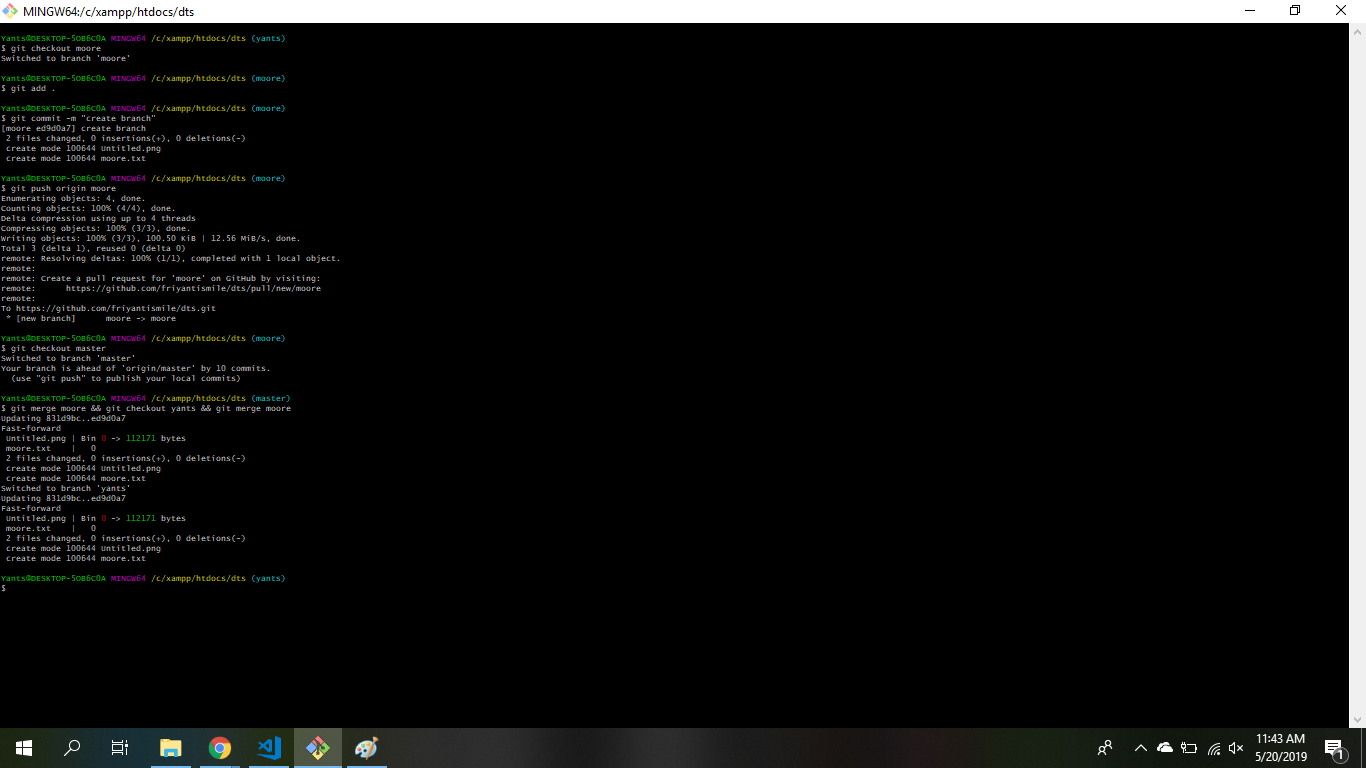 MINGW64:/c/xampp/htdocs/dts
Yants@DESKTOP-5OB6C0A MINGW64 /c/xampp/htdocs/dts (yants)
$ git checkout moore
Switched to branch 'moore'
Yants@DESKTOP-5OB6C0A MINGW64 /c/xampp/htdocs/dts (moore)
$ git add .
Yants@DESKTOP-5OB6C0A MINGW64 /c/xampp/htdocs/dts (moore)
$ git commit -m "create branch"
[moore ed9d0a7] create branch
 2 files changed, 0 insertions(+), 0 deletions(-)
 create mode 100644 Untitled.png
 create mode 100644 moore.txt
Yants@DESKTOP-5OB6C0A MINGW64 /c/xampp/htdocs/dts (moore)
$ git push origin moore
Enumerating objects: 4, done.
Counting objects: 100% (4/4), done.
Delta compression using up to 4 threads
Compressing objects: 100% (3/3), done.
Writing objects: 100% (3/3), 100.50 KiB | 12.56 MiB/s, done.
Total 3 (delta 1), reused 0 (delta 0)
remote: Resolving deltas: 100% (1/1), completed with 1 local object.
remote:
remote: Create a pull request for 'moore' on GitHub by visiting:
remote:      https://github.com/friyantismile/dts/pull/new/moore
remote:
To https://github.com/friyantismile/dts.git
 * [new branch]      moore -> moore
Yants@DESKTOP-5OB6C0A MINGW64 /c/xampp/htdocs/dts (moore)
$ git checkout master
Switched to branch 'master'
Your branch is ahead of 'origin/master' by 10 commits.
  (use "git push" to publish your local commits)
Yants@DESKTOP-5OB6C0A MINGW64 /c/xampp/htdocs/dts (master)
$ git merge moore && git checkout yants && git merge moore
Updating 831d9bc..ed9d0a7
Fast-forward
 Untitled.png | Bin 0 -> 112171 bytes
 moore.txt    |   0
 2 files changed, 0 insertions(+), 0 deletions(-)
 create mode 100644 Untitled.png
 create mode 100644 moore.txt
Switched to branch 'yants'
Updating 831d9bc..ed9d0a7
Fast-forward
 Untitled.png | Bin 0 -> 112171 bytes
 moore.txt    |   0
 2 files changed, 0 insertions(+), 0 deletions(-)
 create mode 100644 Untitled.png
 create mode 100644 moore.txt
Yants@DESKTOP-5OB6C0A MINGW64 /c/xampp/htdocs/dts (yants)
$
11:43 AM
5/20/2019
1